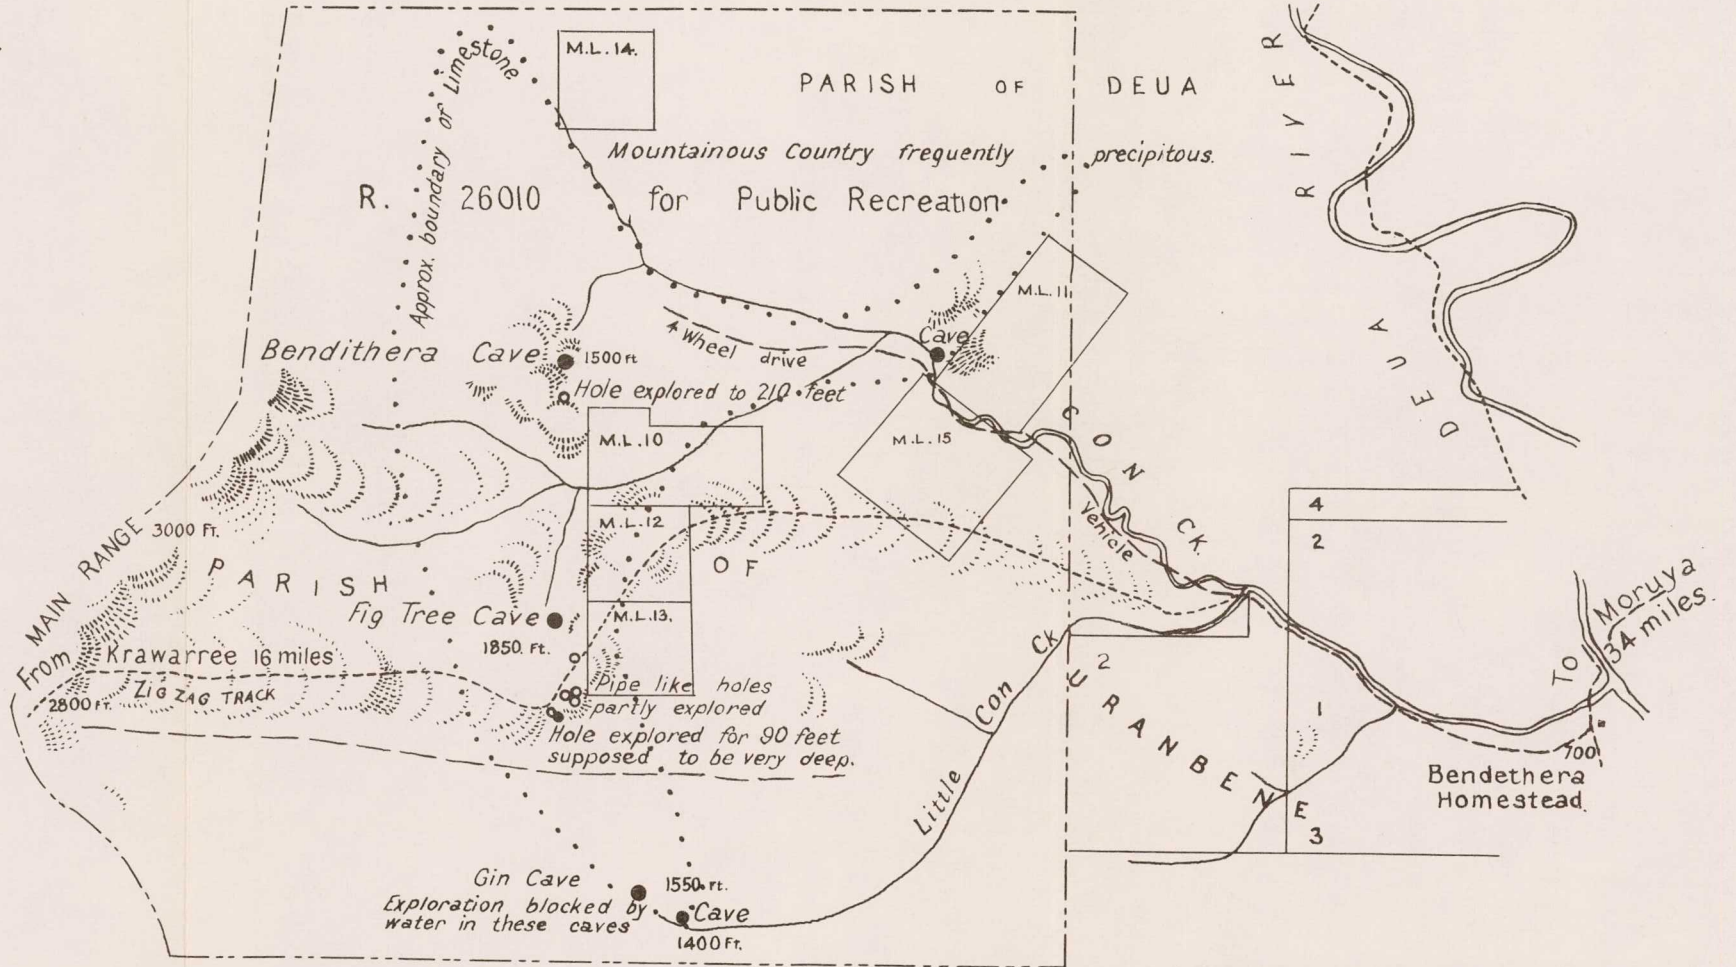 M.L. 14.
PARISH OF DEUA
Mountainous Country frequently precipitous.
R. 26010 for Public Recreation
Approx. boundary of Limestone
RIVER
DEUA
M.L. 11
Cave
Wheel drive
Bendithera Cave
1500 ft
Hole explored to 210 feet
M.L. 10
M.L. 15
CON CK.
Vehicle
4
2
MAIN RANGE
3000 Ft.
M.L. 12
PARISH OF
Fig Tree Cave
1850. Ft.
M.L. 13.
From Krawarree 16 miles
ZIG ZAG TRACK
2800 FT.
Pipe like holes
partly explored
Hole explored for 90 feet
supposed to be very deep.
Little Con Ck
2
CURANBENE
1
3
To Moruya
34 miles.
700
Bendethera
Homestead.
Gin Cave
1550. Ft.
Exploration blocked by
water in these caves
Cave
1400 Ft.